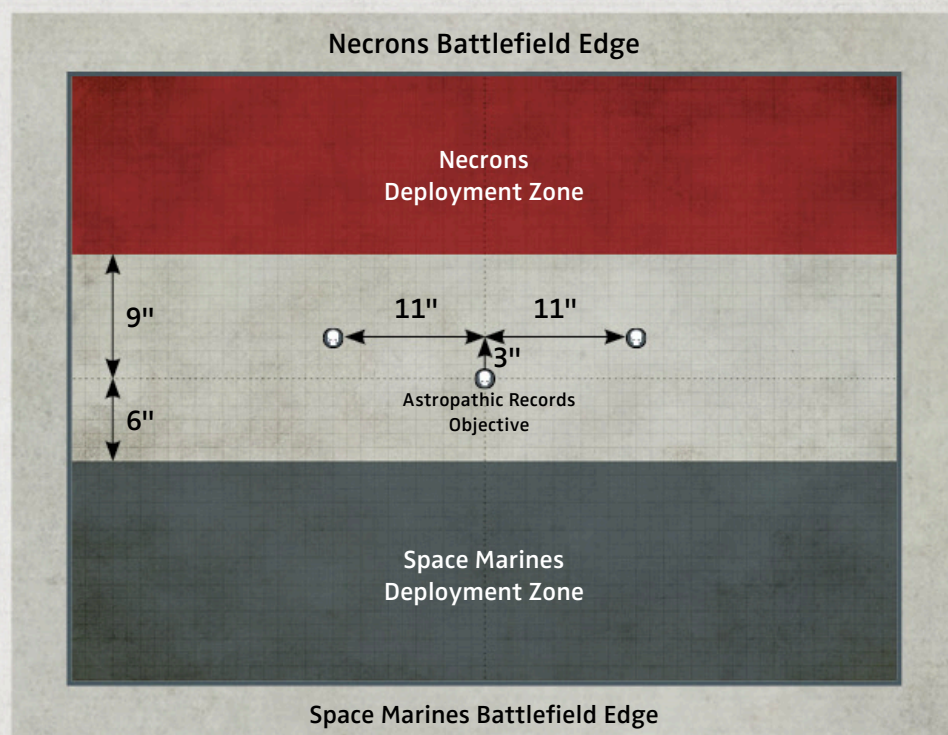 Necrons Battlefield Edge
Necrons
Deployment Zone
9"
11"
11"
3"
Astropathic Records
Objective
6"
Space Marines
Deployment Zone
Space Marines Battlefield Edge